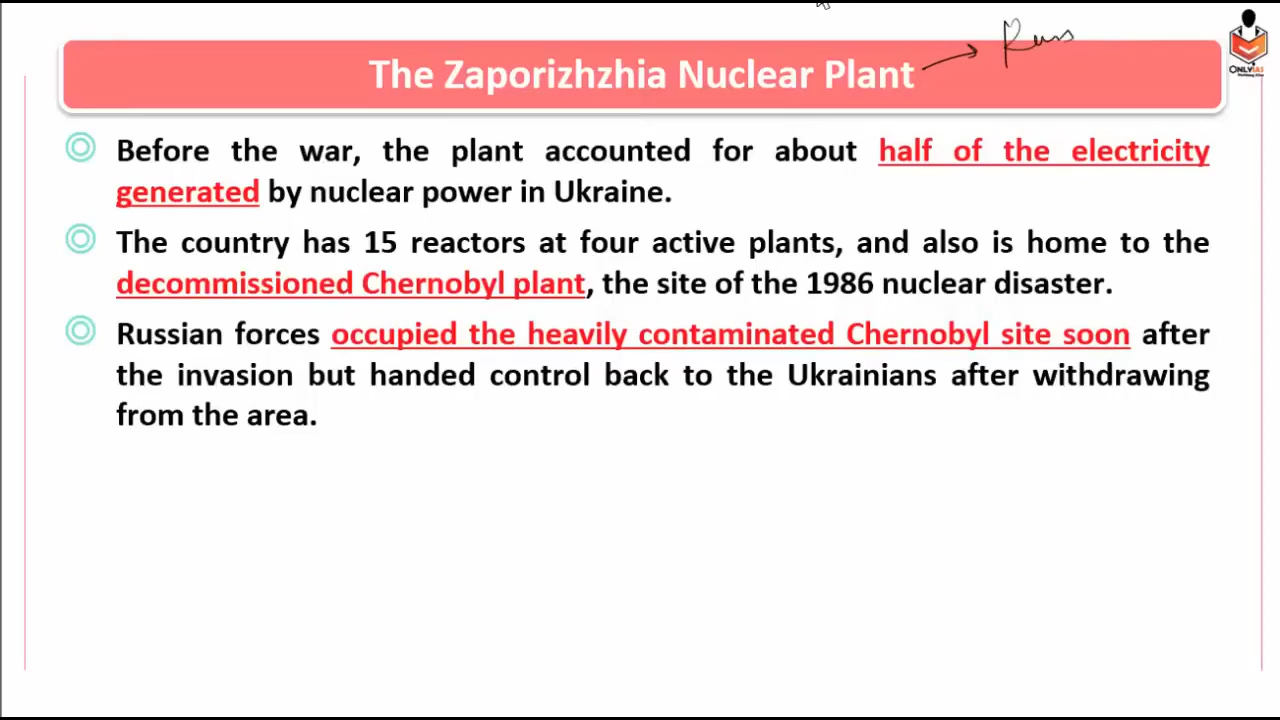 Russ
The Zaporizhzhia Nuclear Plant
ONLYIAS
Before the war, the plant accounted for about half of the electricity
generated by nuclear power in Ukraine.
The country has 15 reactors at four active plants, and also is home to the
decommissioned Chernobyl plant, the site of the 1986 nuclear disaster.
Russian forces occupied the heavily contaminated Chernobyl site soon after
the invasion but handed control back to the Ukrainians after withdrawing
from the area.